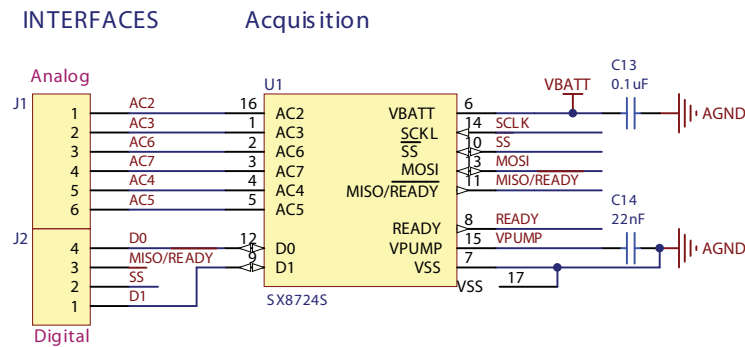 INTERFACES Acquisition
Analog
J1
1 AC2 16 AC2
2 AC3 1 AC3
3 AC6 2 AC6
4 AC7 3 AC7
5 AC4 4 AC4
6 AC5 5 AC5
J2
4 D0 12 D0
3 MISO/READY 9 D1
2 SS
1 D1
Digital
U1
VBATT 6
SCKL 14 SCLK
SS 10 SS
MOSI 13 MOSI
MISO/READY 11 MISO/READY
READY 8 READY
VPUMP 15 VPUMP
VSS 7
VSS 17
SX8724S
VBATT
C13
0.1uF
AGND
C14
22nF
AGND